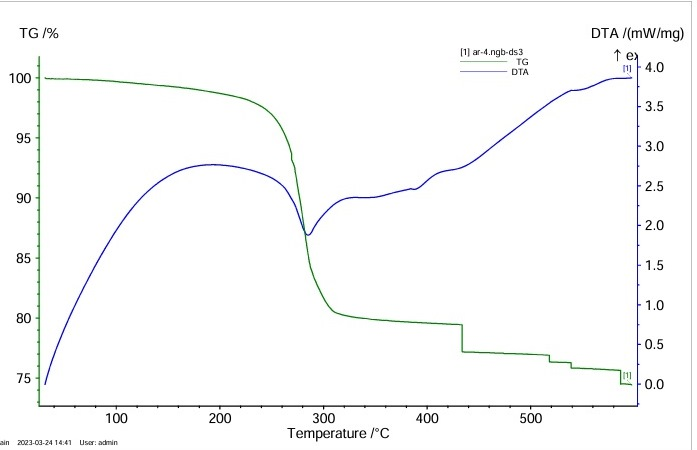 TG /%
DTA /(mW/mg)
[1] ar-4.ngb-ds3
TG
DTA
↑ ex
[1]
100
95
90
85
80
75
4.0
3.5
3.0
2.5
2.0
1.5
1.0
0.5
0.0
[1]
100 200 300 400 500
Temperature /°C
ain 2023-03-24 14:41 User: admin